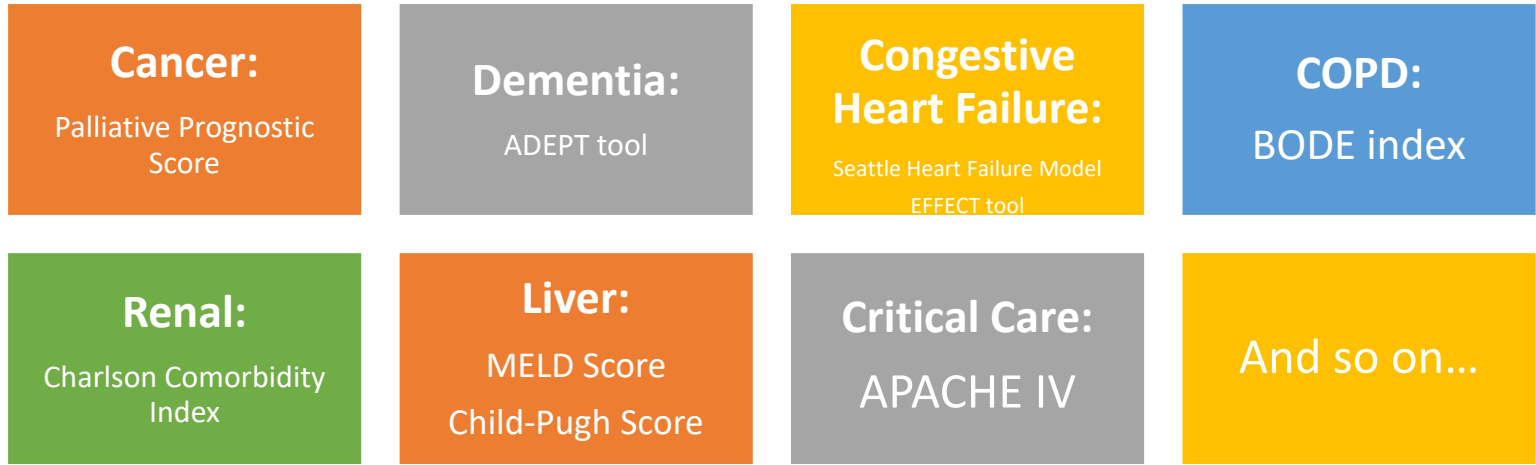 Cancer:
Palliative Prognostic
Score
Dementia:
ADEPT tool
Congestive
Heart Failure:
Seattle Heart Failure Model
EFFECT tool
COPD:
BODE index
Renal:
Charlson Comorbidity
Index
Liver:
MELD Score
Child-Pugh Score
Critical Care:
APACHE IV
And so on...